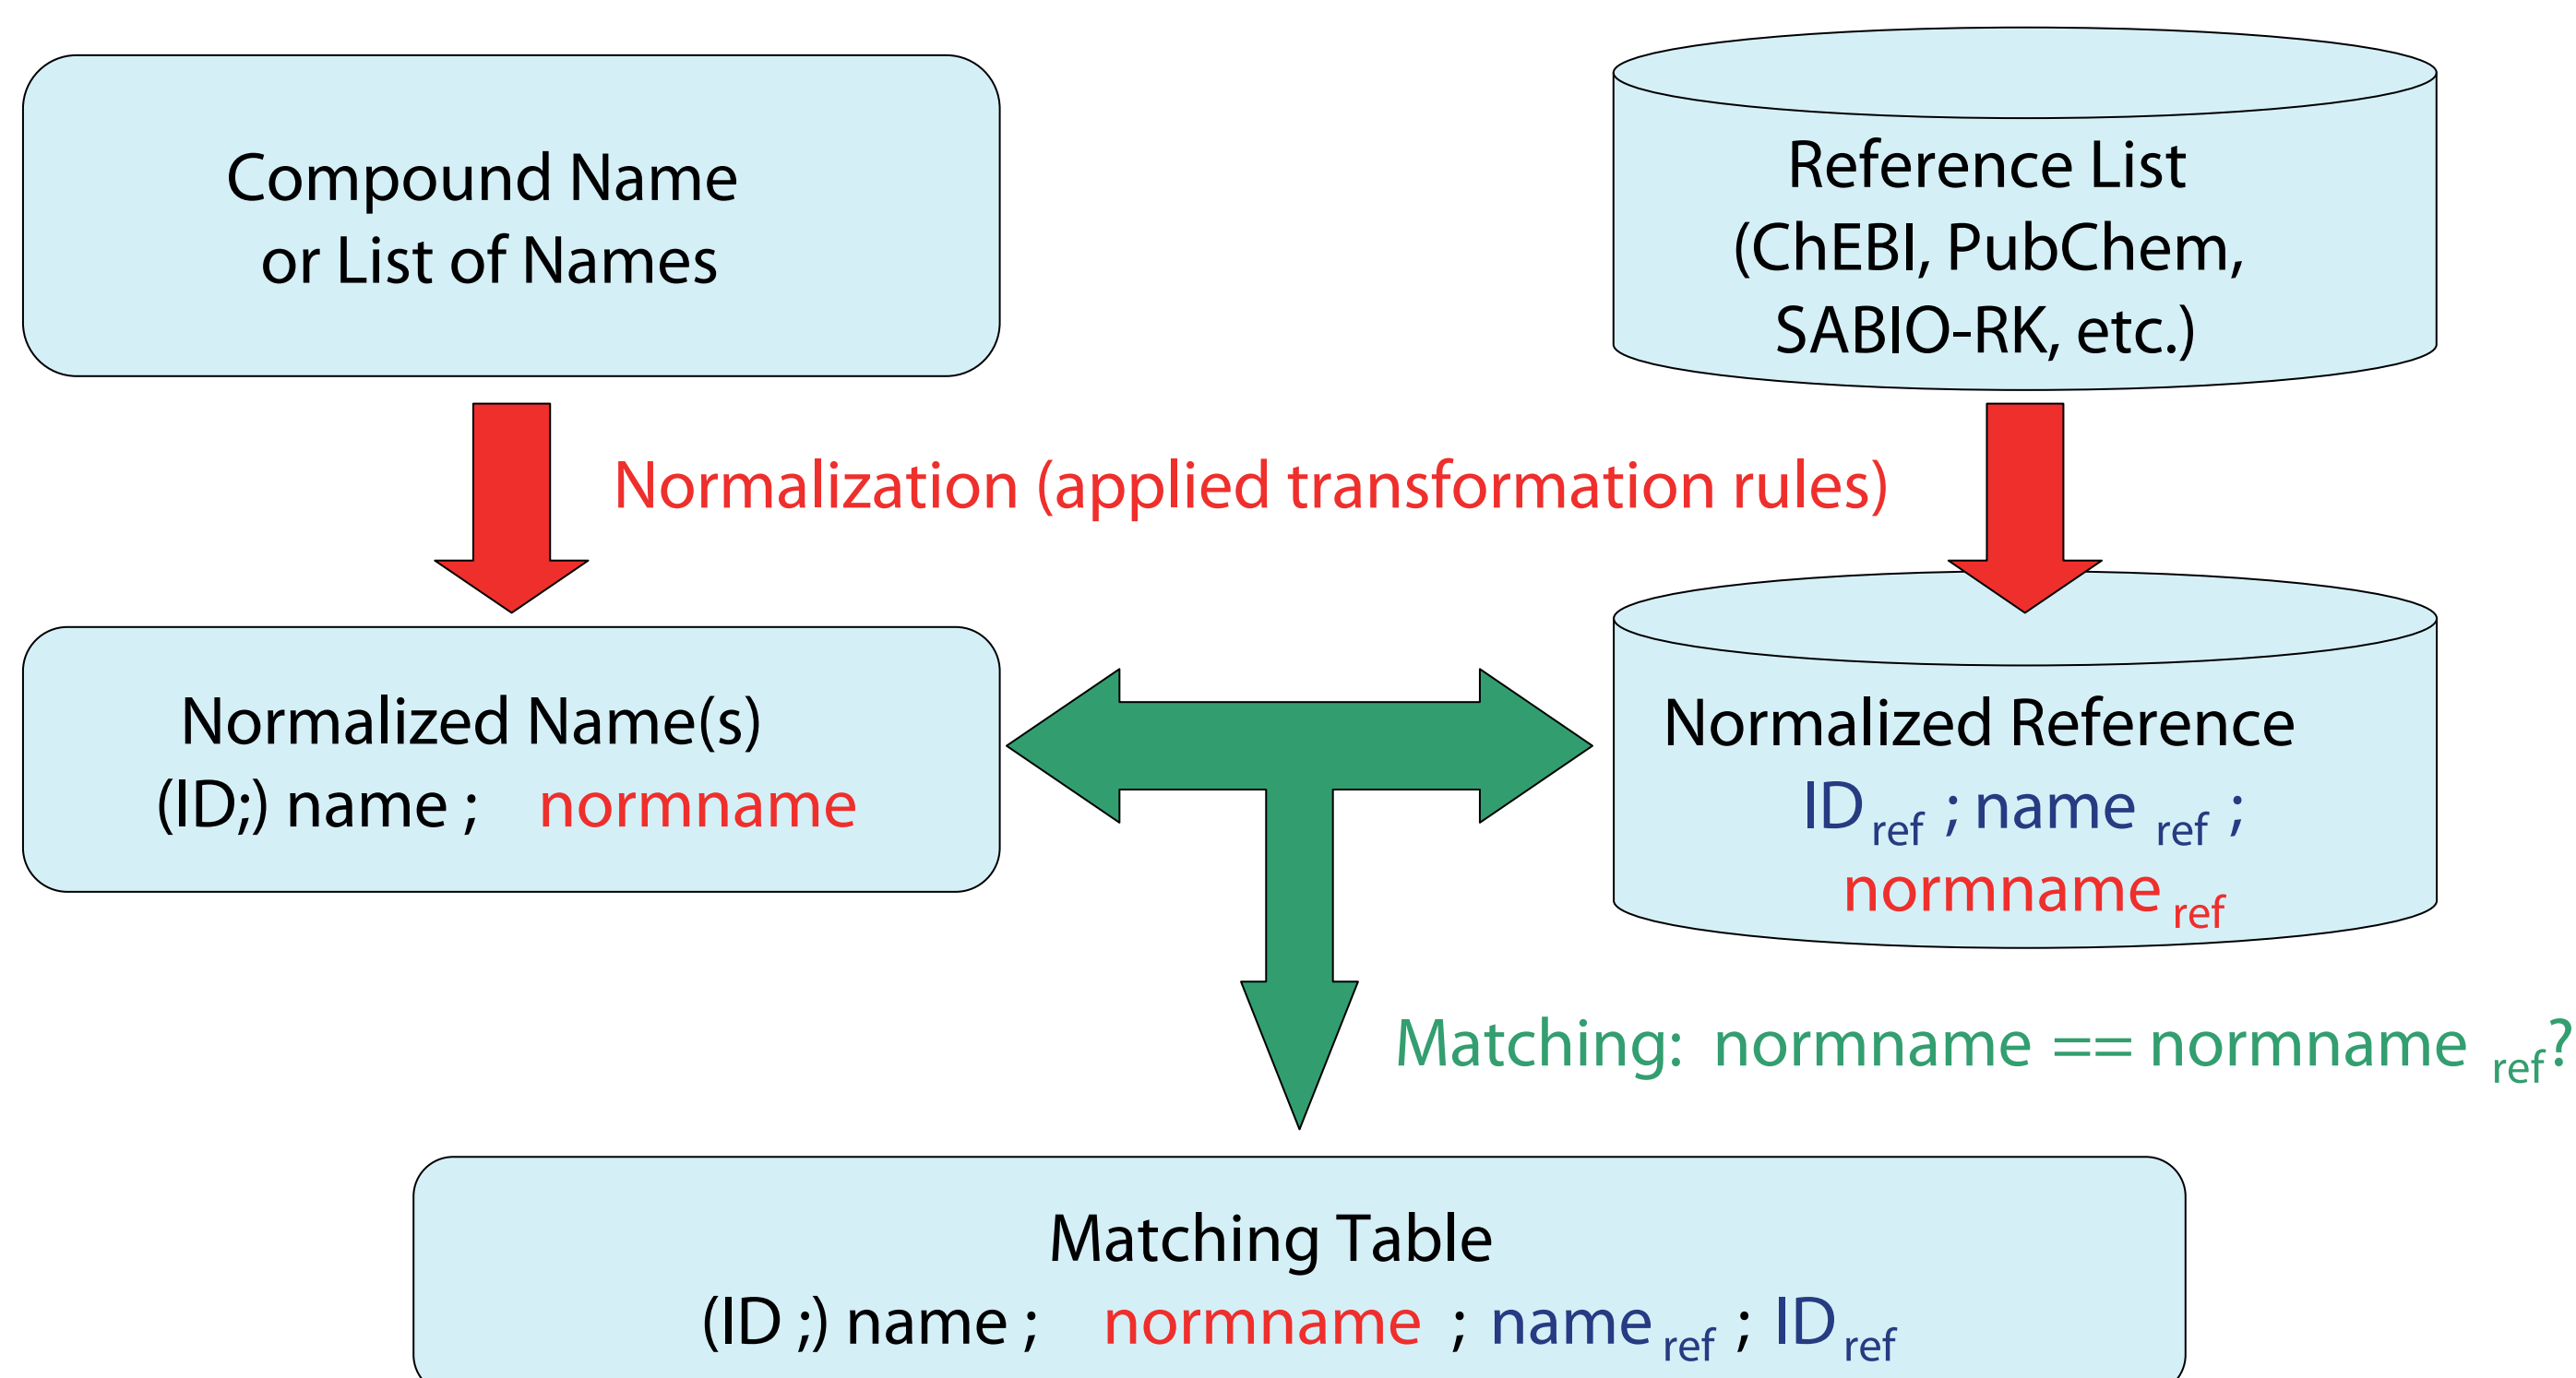 Compound Name
or List of Names
Reference List
(ChEBI, PubChem,
SABIO-RK, etc.)
Normalization (applied transformation rules)
Normalized Name(s)
(ID;) name ; normname
Normalized Reference
ID ref ; name ref ;
normname ref
Matching: normname == normname ref?
Matching Table
(ID ;) name ; normname ; name ref ; ID ref